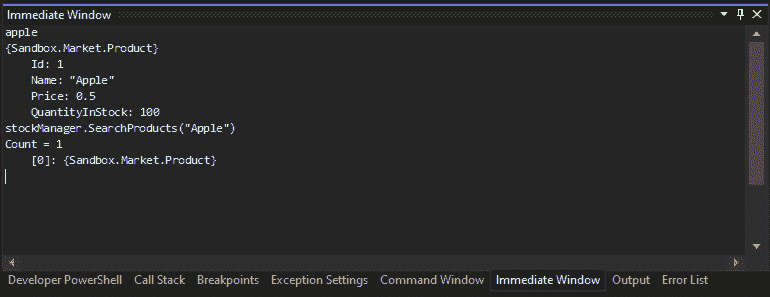 Immediate Window
apple
{Sandbox.Market.Product}
    Id: 1
    Name: "Apple"
    Price: 0.5
    QuantityInStock: 100
stockManager.SearchProducts("Apple")
Count = 1
    [0]: {Sandbox.Market.Product}
Developer PowerShell Call Stack Breakpoints Exception Settings Command Window Immediate Window Output Error List